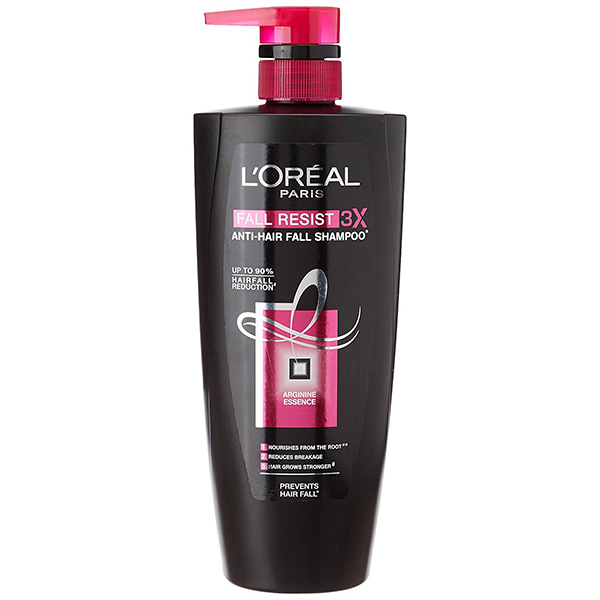 L'ORÉAL
PARIS
FALL RESIST 3X
ANTI-HAIR FALL SHAMPOO*
UP TO 90%
HAIRFALL
REDUCTION#
ARGININE
ESSENCE
1 NOURISHES FROM THE ROOT**
2 REDUCES BREAKAGE
3 HAIR GROWS STRONGER#
PREVENTS
HAIR FALL*